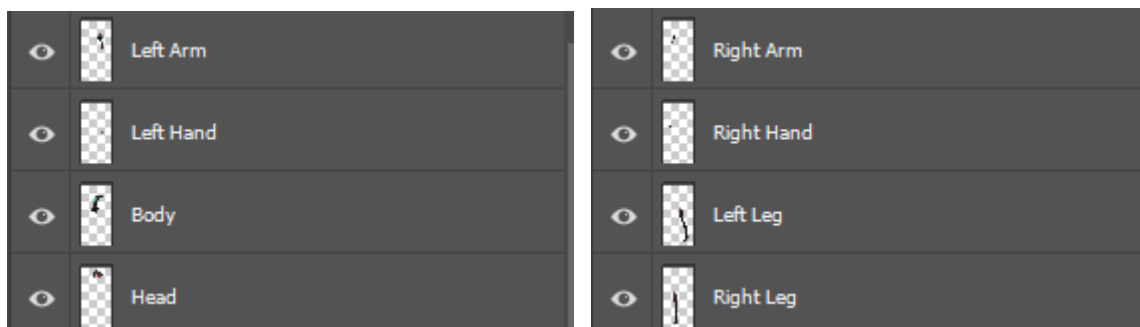 Left Arm
Left Hand
Body
Head
Right Arm
Right Hand
Left Leg
Right Leg